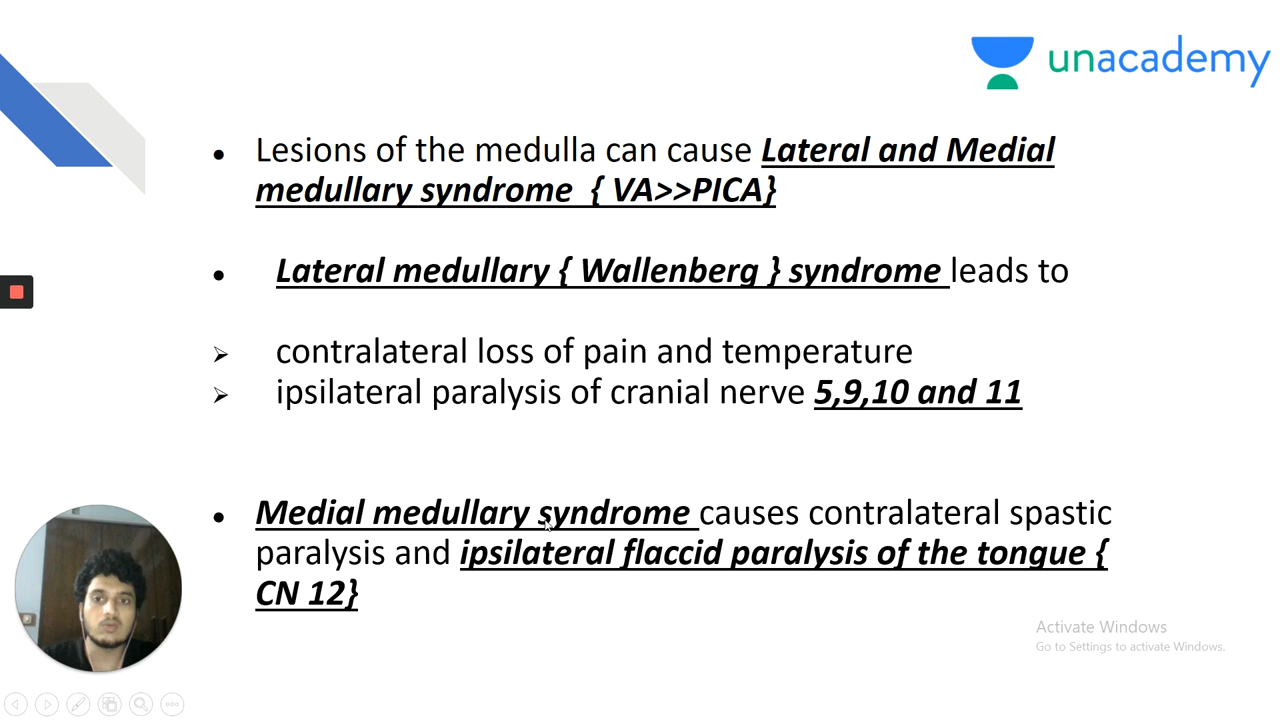 unacademy
Lesions of the medulla can cause Lateral and Medial
medullary syndrome { VA>>PICA}
Lateral medullary { Wallenberg } syndrome leads to
contralateral loss of pain and temperature
ipsilateral paralysis of cranial nerve 5,9,10 and 11
Medial medullary syndrome causes contralateral spastic
paralysis and ipsilateral flaccid paralysis of the tongue {
CN 12}
Activate Windows
Go to Settings to activate Windows.